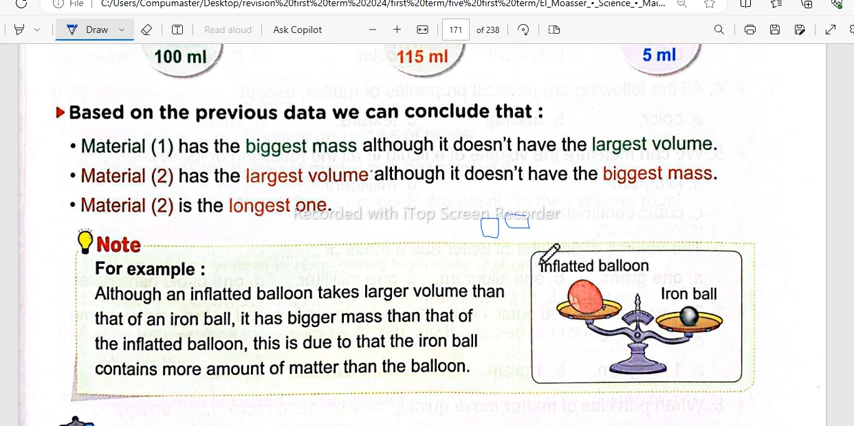 File
C:/Users/Compumaster/Desktop/revision%20first%20term%202024/first%20term/five%20first%20term/El_Moasser_•_Science_•_Mai...
Draw
Read aloud
Ask Copilot
171
of 238
100 ml
115 ml
5 ml
Based on the previous data we can conclude that :
• Material (1) has the biggest mass although it doesn't have the largest volume.
• Material (2) has the largest volume although it doesn't have the biggest mass.
• Material (2) is the longest one.
Recorded with iTop Screen Recorder
Note
For example :
Although an inflatted balloon takes larger volume than
that of an iron ball, it has bigger mass than that of
the inflatted balloon, this is due to that the iron ball
contains more amount of matter than the balloon.
Inflatted balloon
Iron ball